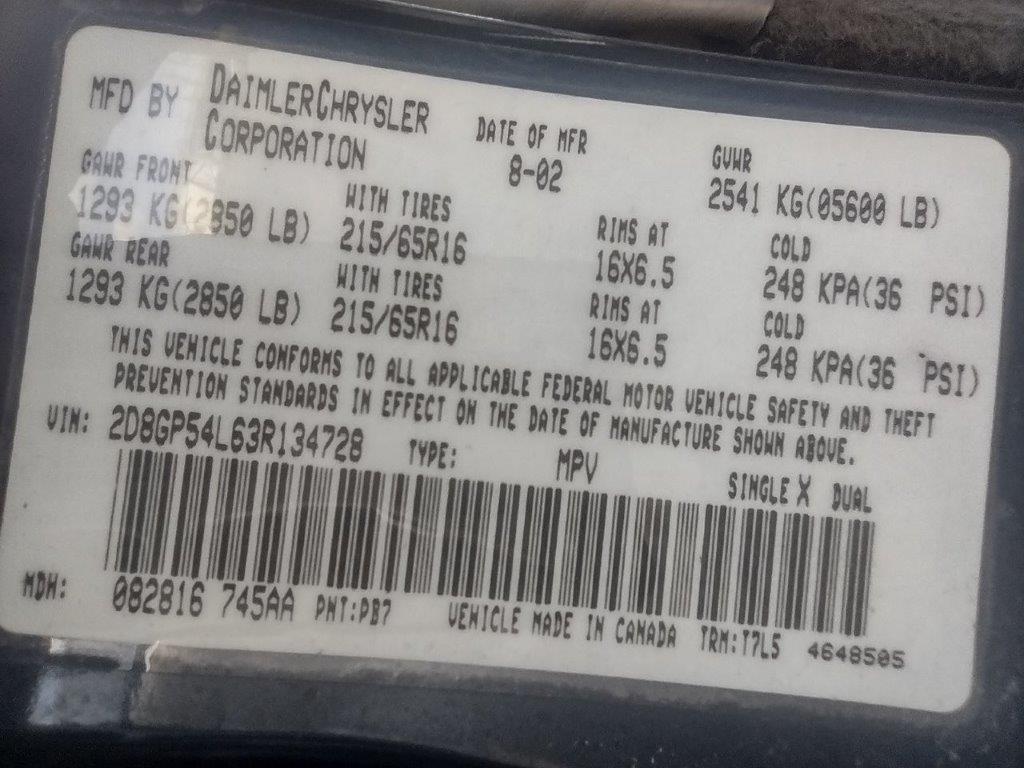 MFD BY DAIMLERCHRYSLER CORPORATION DATE OF MFR 8-02 GVWR 2541 KG(05600 LB)
GAWR FRONT WITH TIRES RIMS AT COLD
1293 KG(2850 LB) 215/65R16 16X6.5 248 KPA(36 PSI)
GAWR REAR WITH TIRES RIMS AT COLD
1293 KG(2850 LB) 215/65R16 16X6.5 248 KPA(36 PSI)
THIS VEHICLE CONFORMS TO ALL APPLICABLE FEDERAL MOTOR VEHICLE SAFETY AND THEFT
PREVENTION STANDARDS IN EFFECT ON THE DATE OF MANUFACTURE SHOWN ABOVE.
VIN: 2D8GP54L63R134728 TYPE: MPV SINGLE X DUAL
MDH: 082816 745AA PNT:PB7 VEHICLE MADE IN CANADA TRM:T7L5 4648505